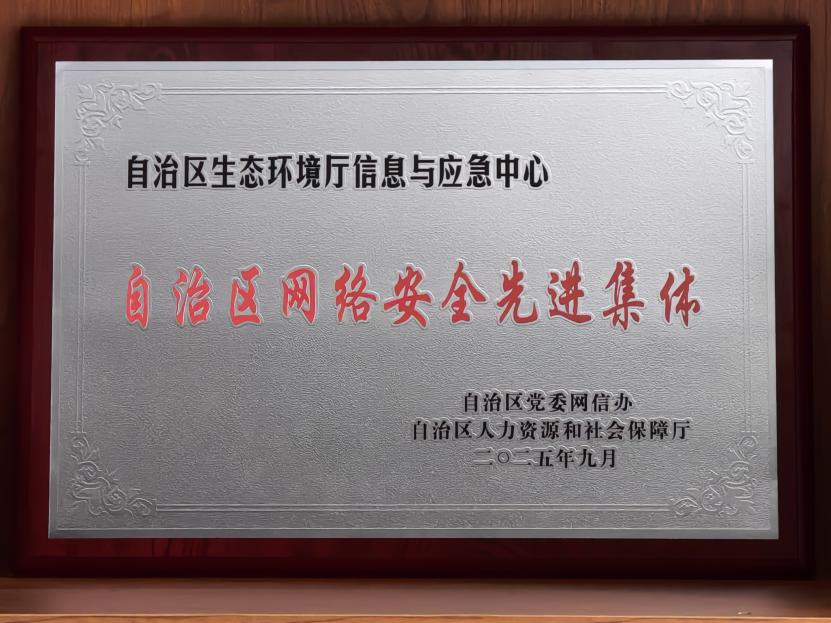 自治区生态环境厅信息与应急中心
自治区网络安全先进集体
自治区党委网信办
自治区人力资源和社会保障厅
二〇二五年九月